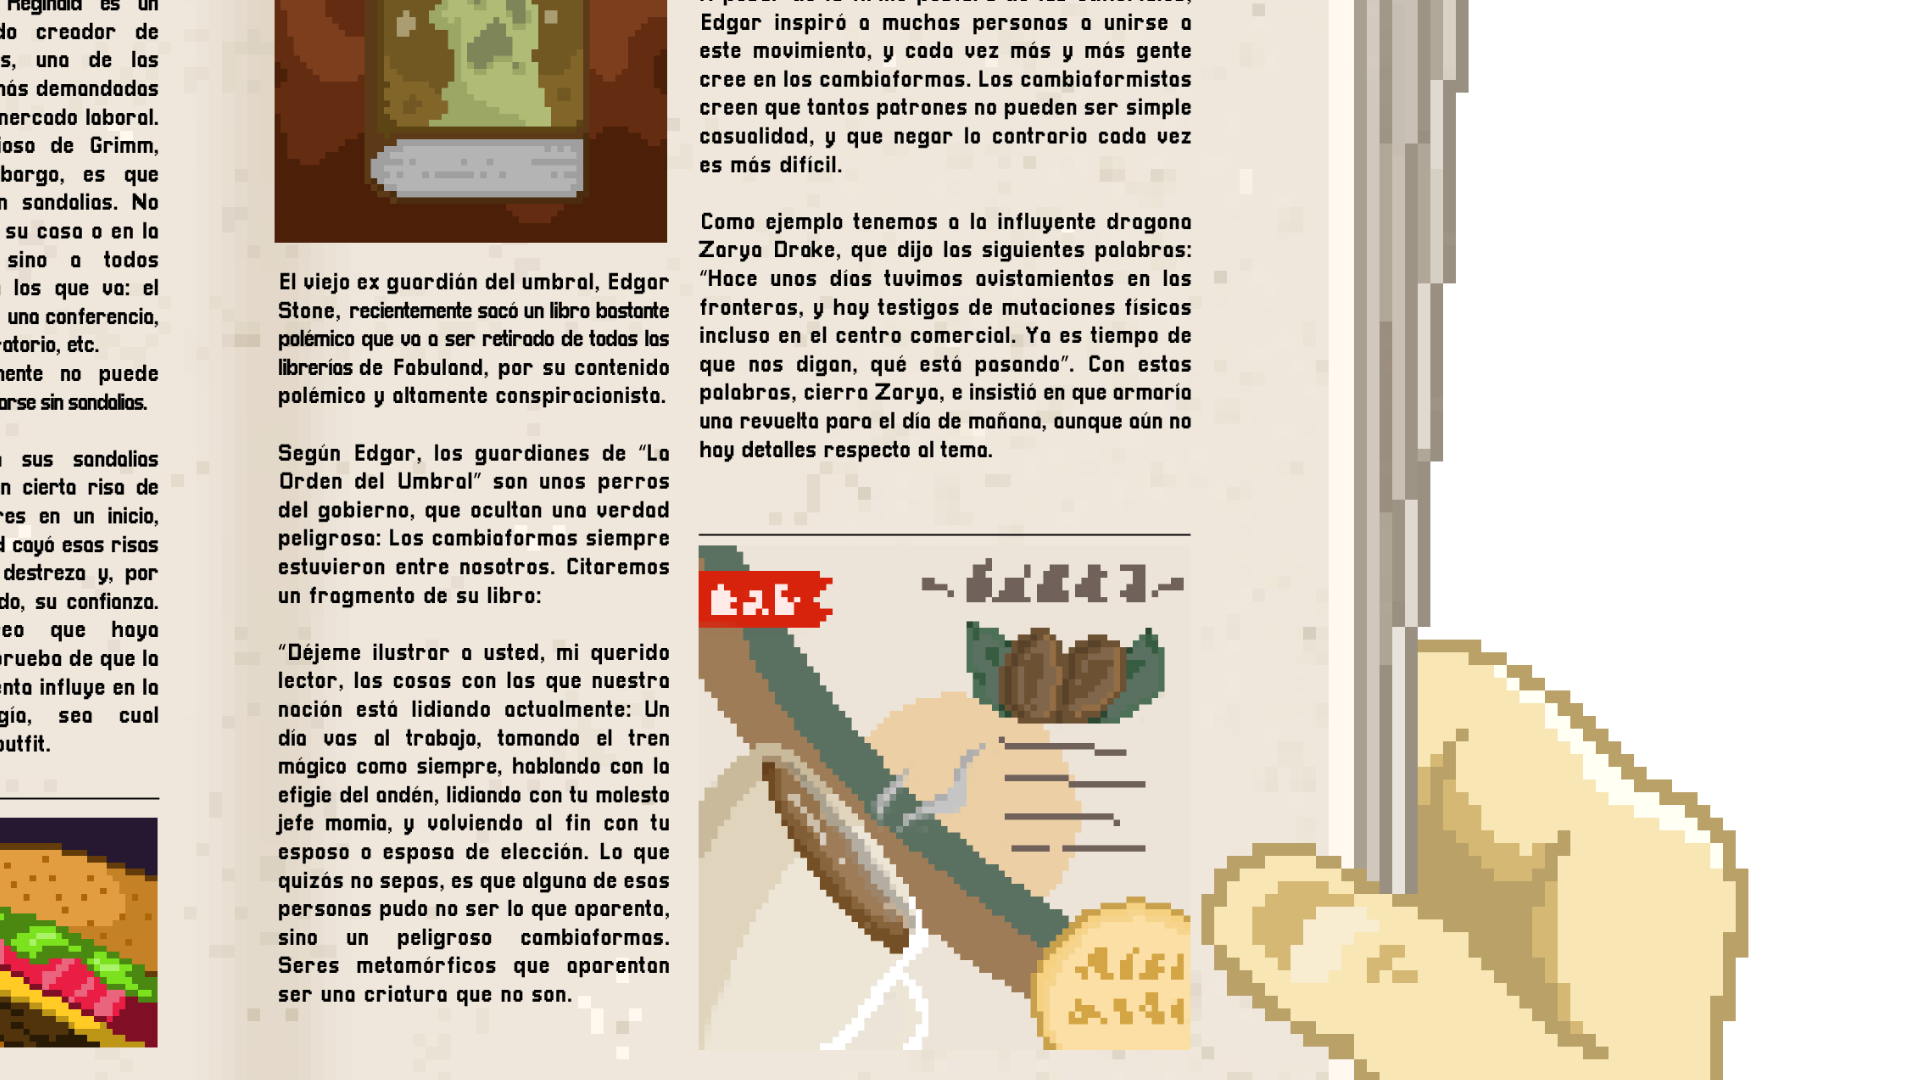 Reginald es un
do creador de
s, una de las
más demandadas
mercado laboral.
ioso de Grimm,
bargo, es que
n sandalias. No
su casa o en la
sino a todos
los que va: el
una conferencia,
ratorio, etc.
mente no puede
arse sin sandalias.
sus sandalias
n cierta risa de
res en un inicio,
d cayó esas risas
destreza y, por
do, su confianza.
eo que haya
prueba de que la
enta influye en la
gía, sea cual
outfit.
El viejo ex guardián del umbral, Edgar
Stone, recientemente sacó un libro bastante
polémico que va a ser retirado de todas las
librerías de Fabuland, por su contenido
polémico y altamente conspiracionista.
Según Edgar, los guardianes de “La
Orden del Umbral” son unos perros
del gobierno, que ocultan una verdad
peligrosa: Los cambiaformas siempre
estuvieron entre nosotros. Citaremos
un fragmento de su libro:
“Déjeme ilustrar a usted, mi querido
lector, las cosas con las que nuestra
nación está lidiando actualmente: Un
día vas al trabajo, tomando el tren
mágico como siempre, hablando con la
efigie del andén, lidiando con tu molesto
jefe momia, y volviendo al fin con tu
esposo o esposa de elección. Lo que
quizás no sepas, es que alguna de esas
personas pudo no ser lo que aparenta,
sino un peligroso cambiaformas.
Seres metamórficos que aparentan
ser una criatura que no son.
Edgar inspiró a muchas personas a unirse a
este movimiento, y cada vez más y más gente
cree en los cambiaformas. Los cambiaformistas
creen que tantos patrones no pueden ser simple
casualidad, y que negar lo contrario cada vez
es más difícil.
Como ejemplo tenemos a la influyente dragona
Zarya Drake, que dijo las siguientes palabras:
“Hace unos días tuvimos avistamientos en las
fronteras, y hay testigos de mutaciones físicas
incluso en el centro comercial. Ya es tiempo de
que nos digan, qué está pasando”. Con estas
palabras, cierra Zarya, e insistió en que armaría
una revuelta para el día de mañana, aunque aún no
hay detalles respecto al tema.